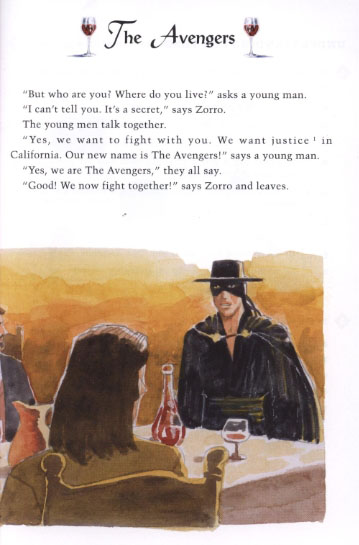 The Avengers
“But who are you? Where do you live?” asks a young man.
“I can't tell you. It's a secret,” says Zorro.
The young men talk together.
“Yes, we want to fight with you. We want justice ¹ in
California. Our new name is The Avengers!” says a young man.
“Yes, we are The Avengers,” they all say.
“Good! We now fight together!” says Zorro and leaves.